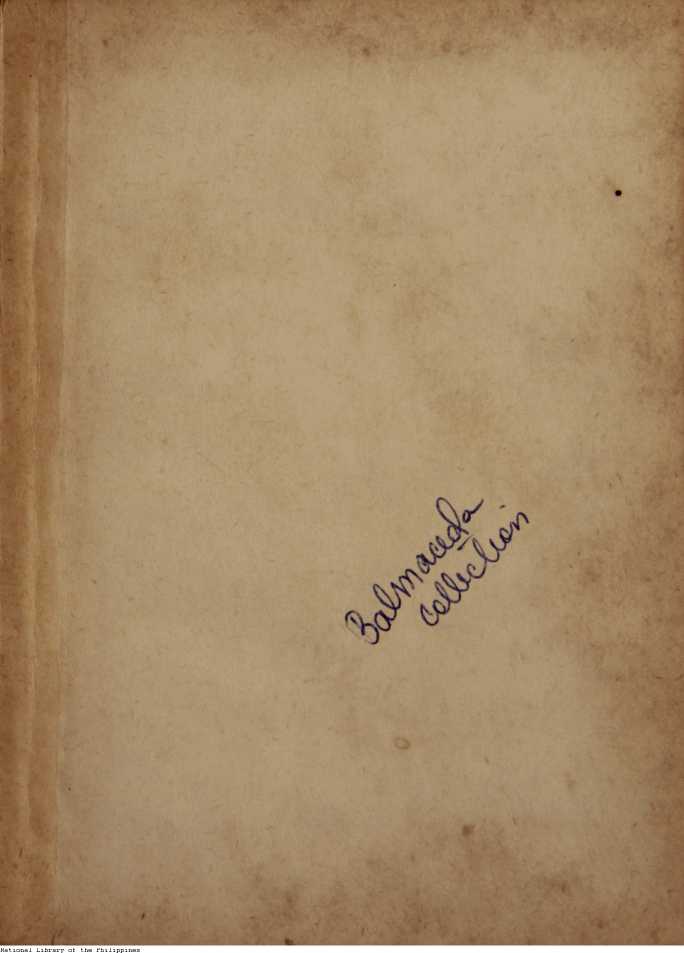 Balmaceda
collection
National Library of the Philippines